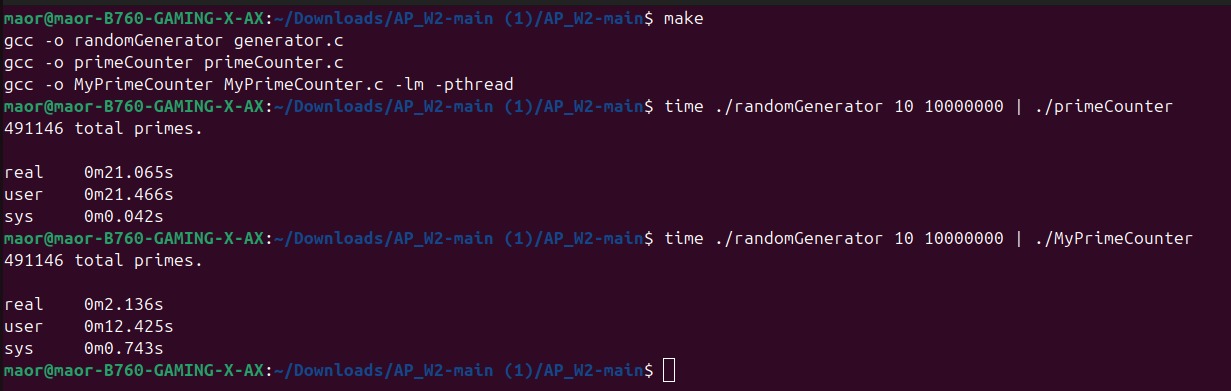 maor@maor-B760-GAMING-X-AX:~/Downloads/AP_W2-main (1)/AP_W2-main$ make
gcc -o randomGenerator generator.c
gcc -o primeCounter primeCounter.c
gcc -o MyPrimeCounter MyPrimeCounter.c -lm -pthread
maor@maor-B760-GAMING-X-AX:~/Downloads/AP_W2-main (1)/AP_W2-main$ time ./randomGenerator 10 10000000 | ./primeCounter
491146 total primes.

real 0m21.065s
user 0m21.466s
sys 0m0.042s
maor@maor-B760-GAMING-X-AX:~/Downloads/AP_W2-main (1)/AP_W2-main$ time ./randomGenerator 10 10000000 | ./MyPrimeCounter
491146 total primes.

real 0m2.136s
user 0m12.425s
sys 0m0.743s
maor@maor-B760-GAMING-X-AX:~/Downloads/AP_W2-main (1)/AP_W2-main$